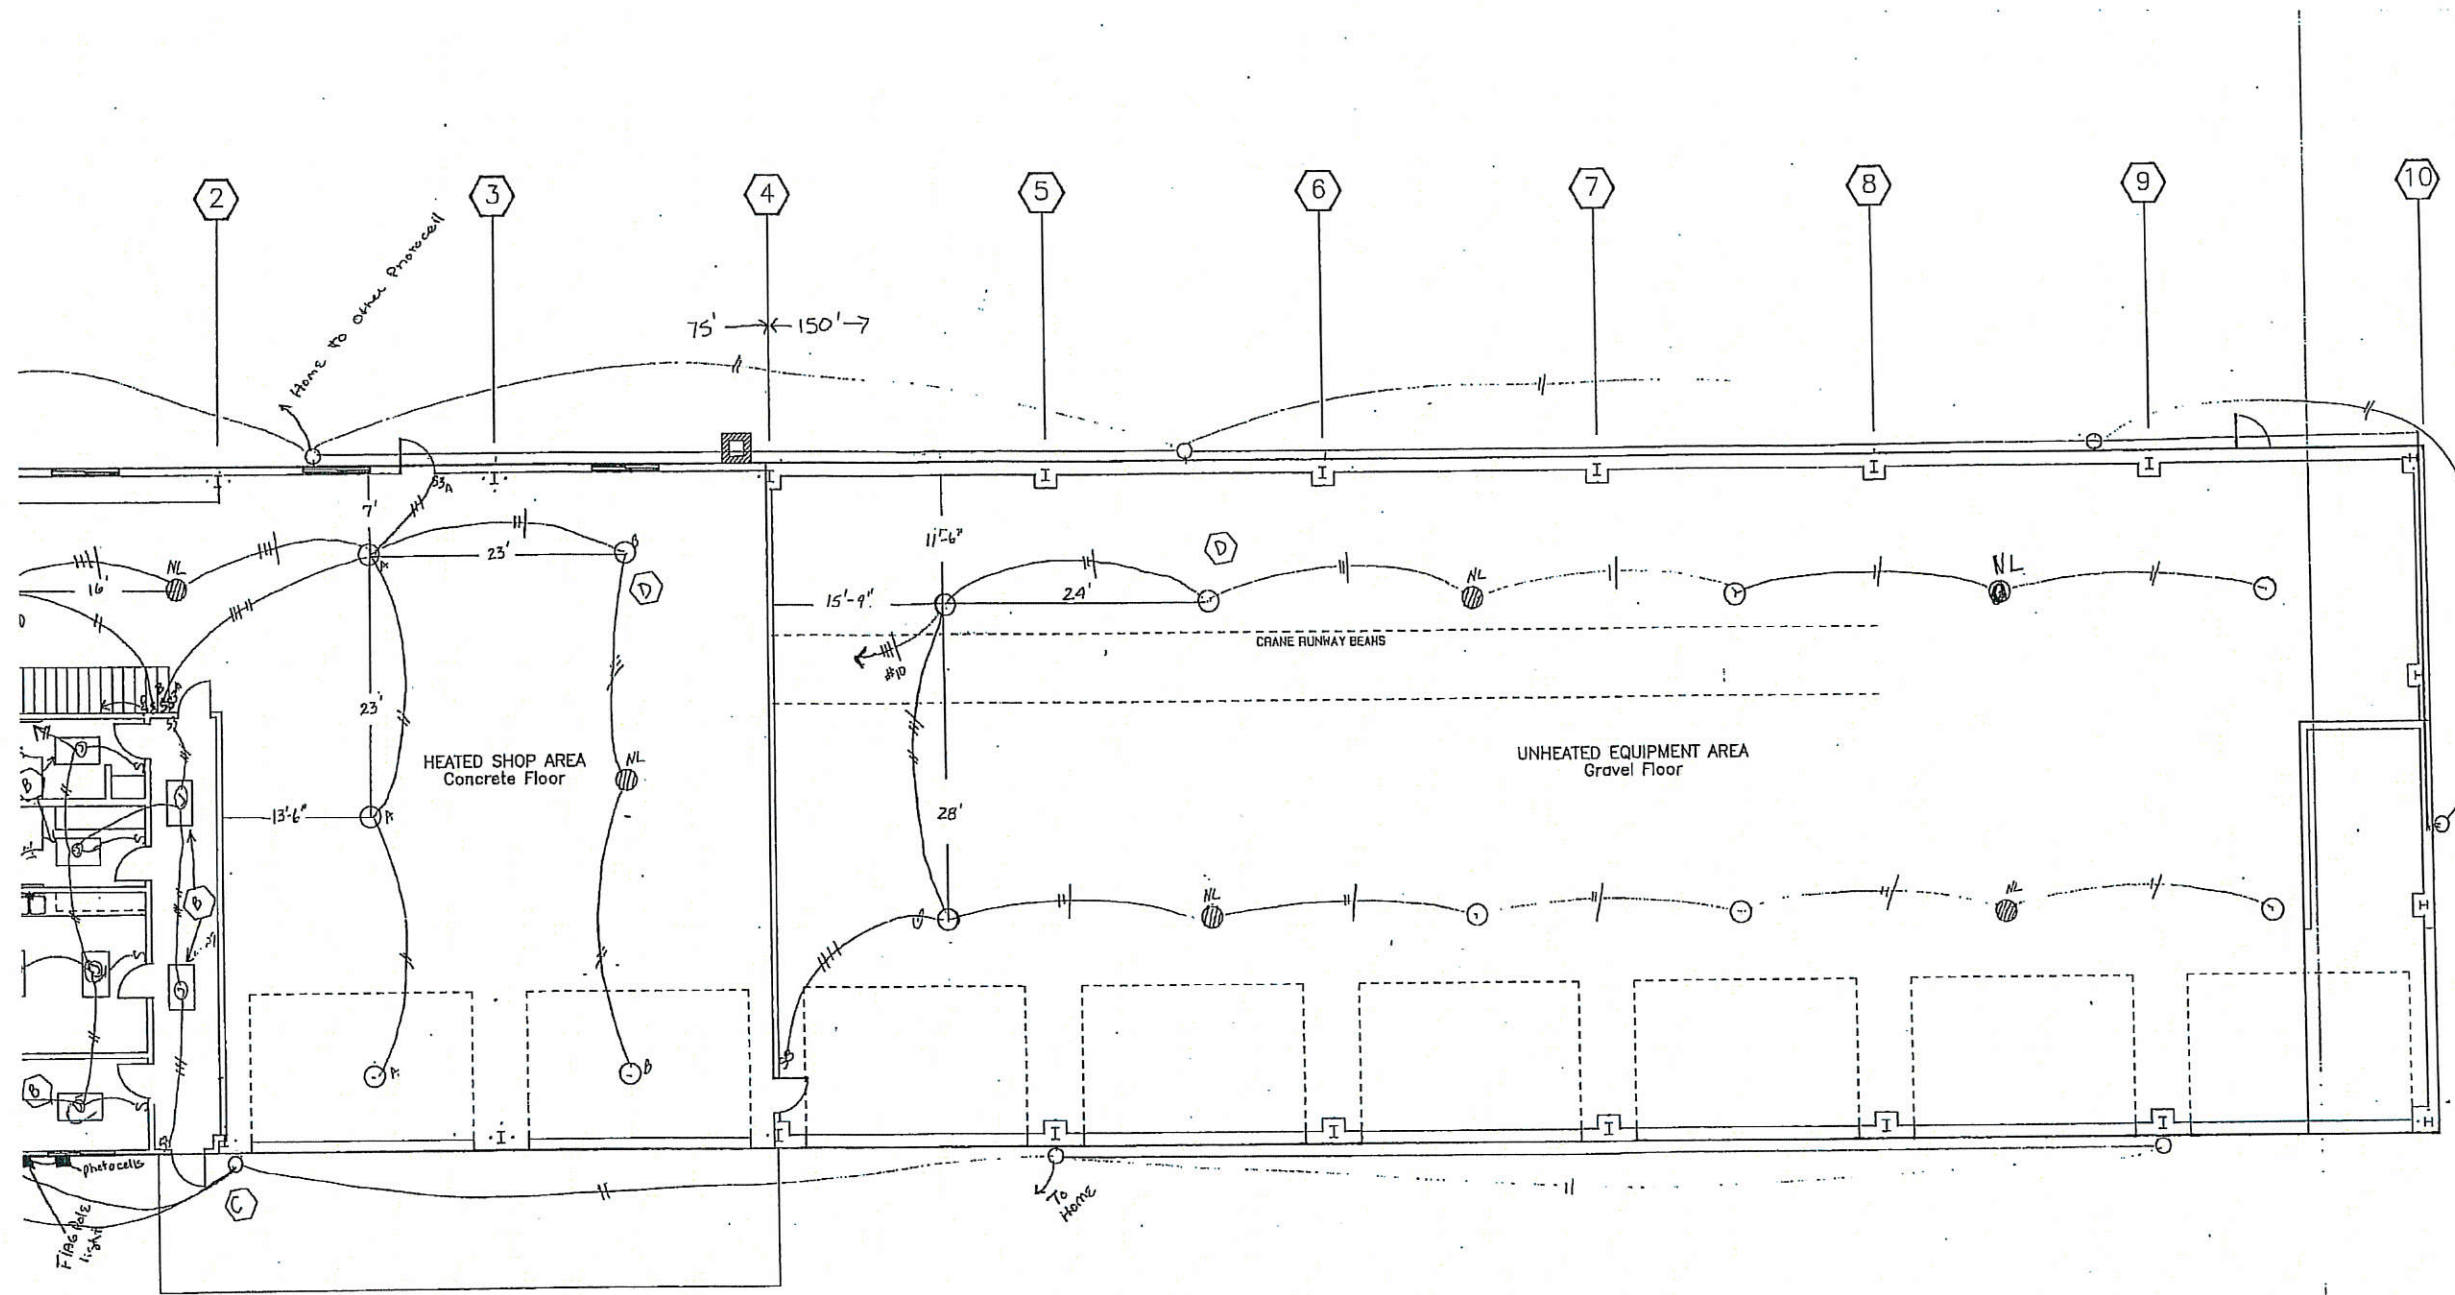 2
3
4
5
6
7
8
9
10
Home to other Photocell
75'
150'
S3A
7'
11'-6"
NL
A
23'
B
D
16'
15'-9"
24'
D
NL
NL
#10
CRANE RUNWAY BEAMS
23'
HEATED SHOP AREA
Concrete Floor
NL
UNHEATED EQUIPMENT AREA
Gravel Floor
B
13'-6"
A
28'
B
NL
NL
A
B
B
photocells
C
To
Home
Flag Pole
light